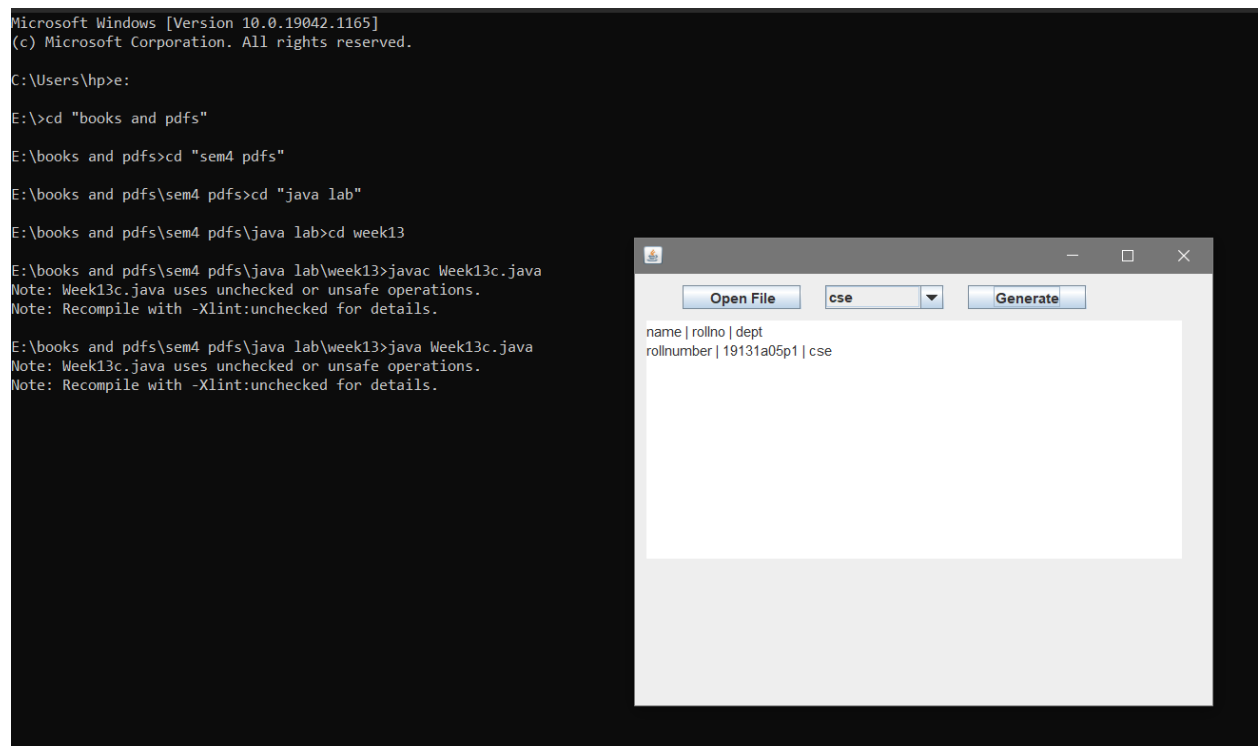 Microsoft Windows [Version 10.0.19042.1165]
(c) Microsoft Corporation. All rights reserved.
C:\Users\hp>e:
E:\>cd "books and pdfs"
E:\books and pdfs>cd "sem4 pdfs"
E:\books and pdfs\sem4 pdfs>cd "java lab"
E:\books and pdfs\sem4 pdfs\java lab>cd week13
E:\books and pdfs\sem4 pdfs\java lab\week13>javac Week13c.java
Note: Week13c.java uses unchecked or unsafe operations.
Note: Recompile with -Xlint:unchecked for details.
E:\books and pdfs\sem4 pdfs\java lab\week13>java Week13c.java
Note: Week13c.java uses unchecked or unsafe operations.
Note: Recompile with -Xlint:unchecked for details.
Open File cse Generate
name | rollno | dept
rollnumber | 19131a05p1 | cse